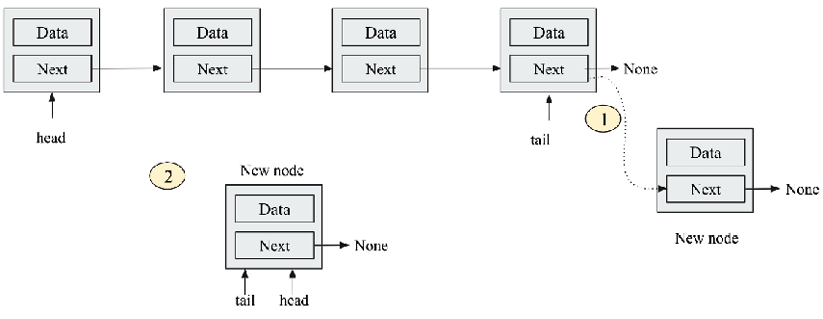 Data Data Data Data
Next Next Next Next None
head
tail
1
Data
Next None
New node
2
New node
Data
Next None
tail head